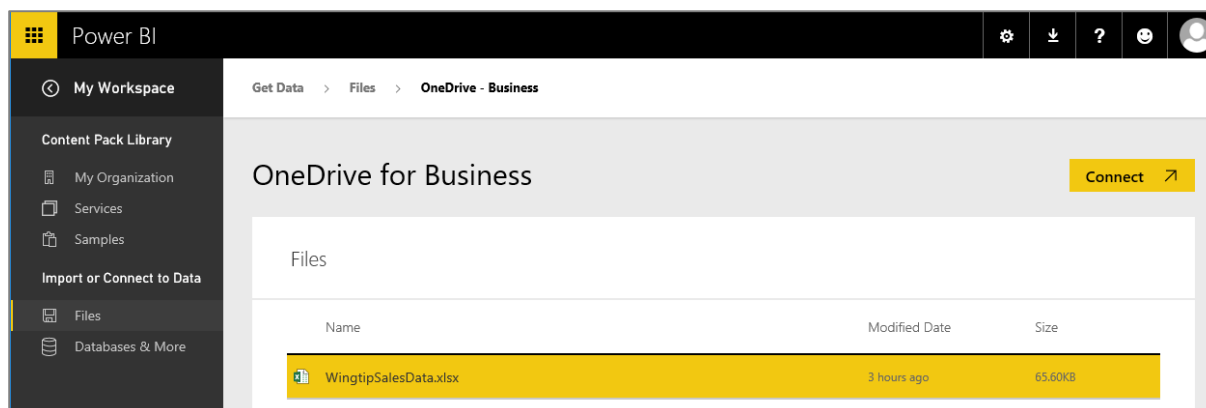 Power BI
?
My Workspace
Get Data > Files > OneDrive - Business
Content Pack Library
My Organization
Services
Samples
Import or Connect to Data
Files
Databases & More
OneDrive for Business
Connect
Files
Name Modified Date Size
WingtipSalesData.xlsx 3 hours ago 65.60KB